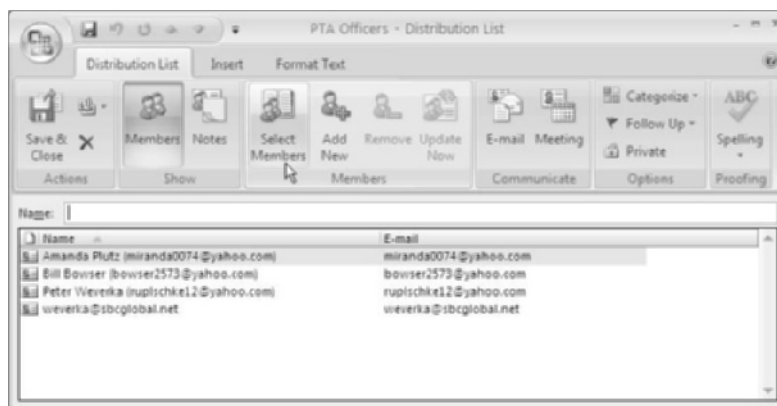 PTA Officers - Distribution List
Distribution List Insert Format Text
Save & Close Members Notes Select Members Add New Remove Update Now E-mail Meeting Categorize Follow Up Private ABC Spelling
Actions Show Members Communicate Options Proofing
Name:
Name E-mail
Amanda Plutz (miranda0074@yahoo.com) miranda0074@yahoo.com
Bill Bowser (bowser2573@yahoo.com) bowser2573@yahoo.com
Peter Weverka (ruplschke12@yahoo.com) ruplschke12@yahoo.com
weverka@sbcglobal.net weverka@sbcglobal.net